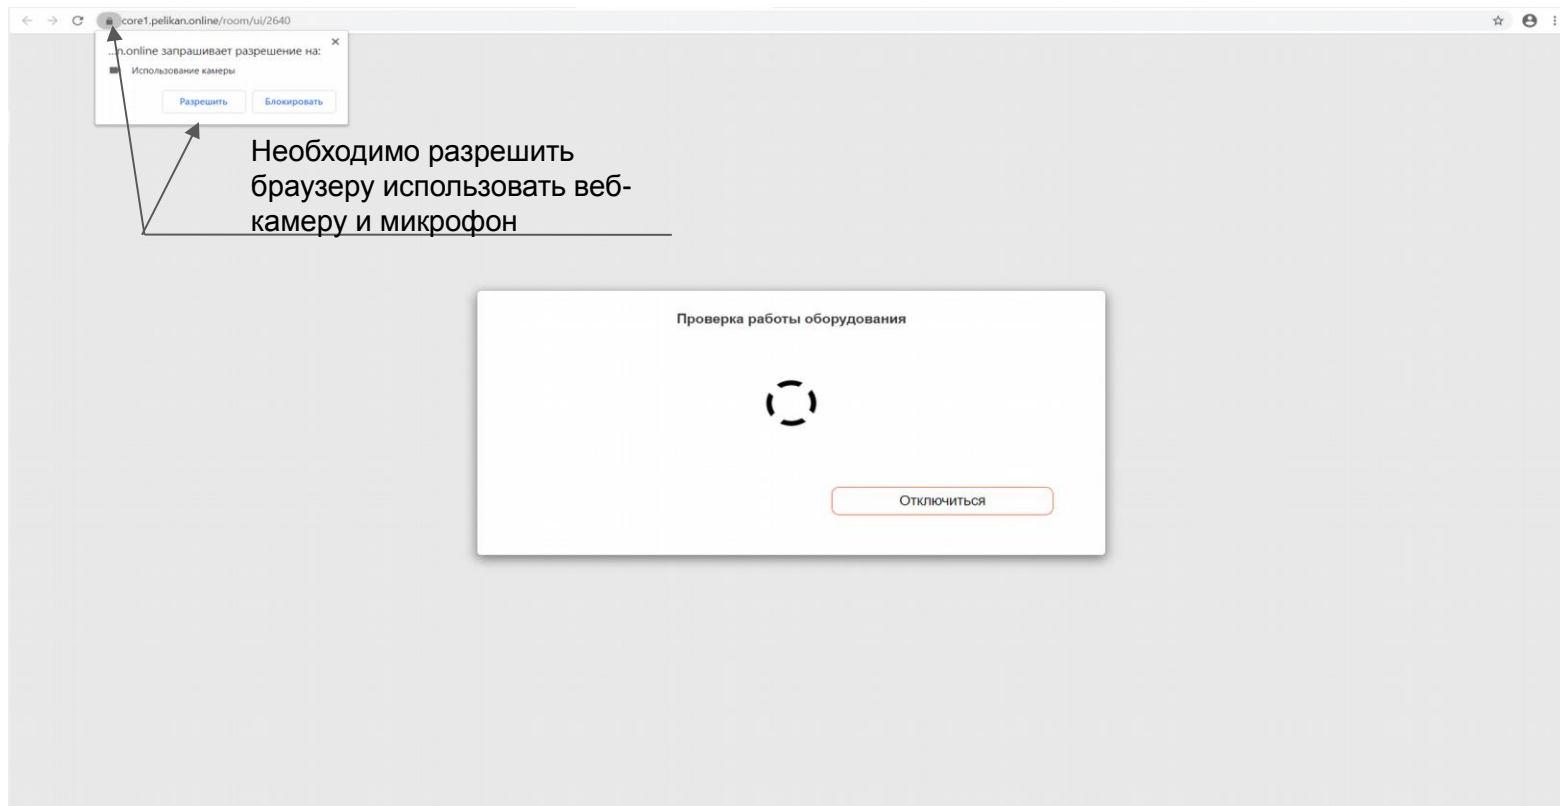 core1.pelikan.online/room/ui/2640
...n.online запрашивает разрешение на:
Использование камеры
Разрешить Блокировать
Необходимо разрешить
браузеру использовать веб-
камеру и микрофон
Проверка работы оборудования
Отключиться